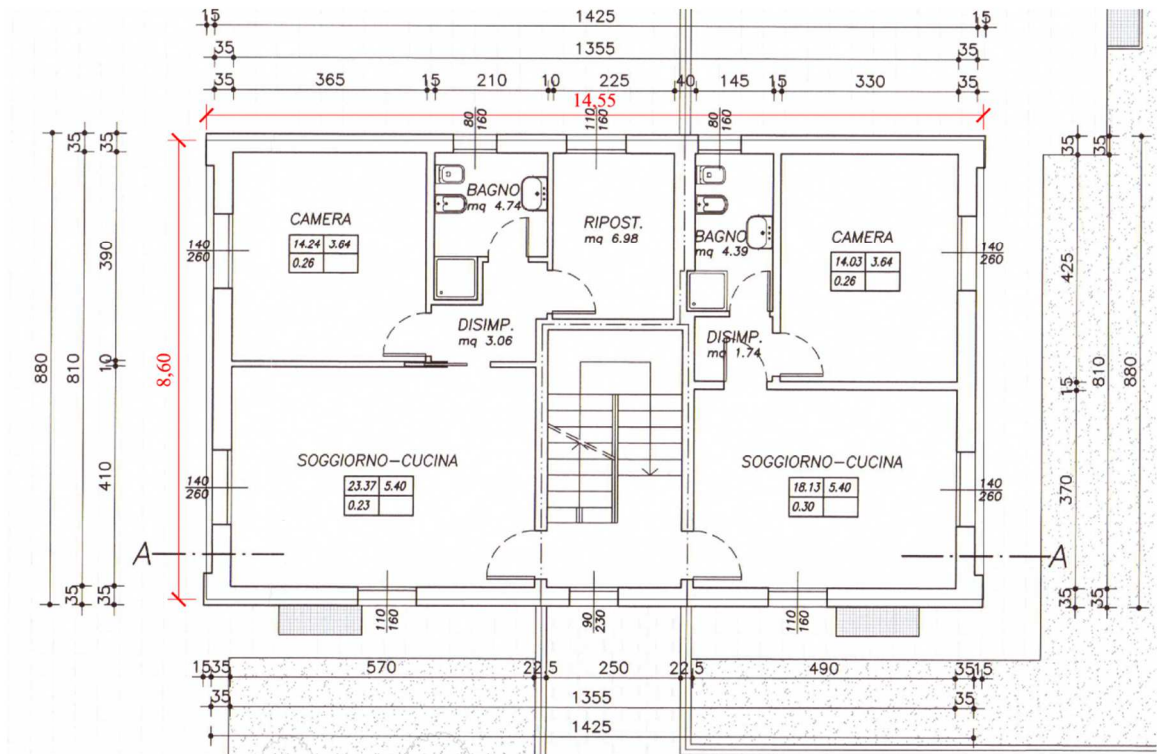 15 1425 15
35 1355 35
35 365 15 210 10 225 40 145 15 330 35
14,55
80
160
110
160
80
160
880
35 810 35
35 390 10 410 35
8,60
CAMERA
14.24 3.64
0.26
140
260
BAGNO
mq 4.74
RIPOST.
mq 6.98
BAGNO
mq 4.39
CAMERA
14.03 3.64
0.26
140
260
DISIMP.
mq 3.06
DISIMP.
mq 1.74
SOGGIORNO-CUCINA
23.37 5.40
0.23
140
260
SOGGIORNO-CUCINA
18.13 5.40
0.30
140
260
35 425 15 370 35
35 810 35
880
A A
110
160
90
230
110
160
15 35 570 22.5 250 22.5 490 35 15
35 1355 35
1425